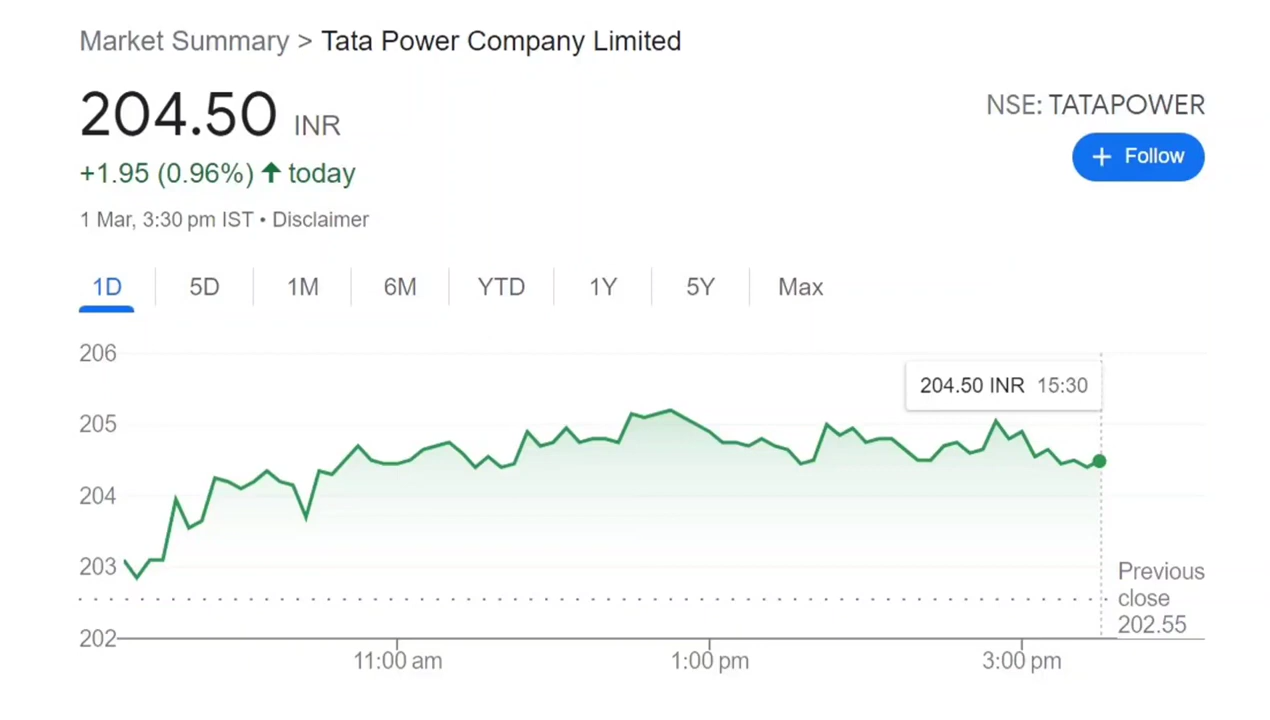 Market Summary > Tata Power Company Limited
204.50 INR
NSE: TATAPOWER
+ Follow
+1.95 (0.96%) ↑ today
1 Mar, 3:30 pm IST • Disclaimer
1D 5D 1M 6M YTD 1Y 5Y Max
206
204.50 INR 15:30
205
204
203
Previous
close
202.55
202
11:00 am 1:00 pm 3:00 pm